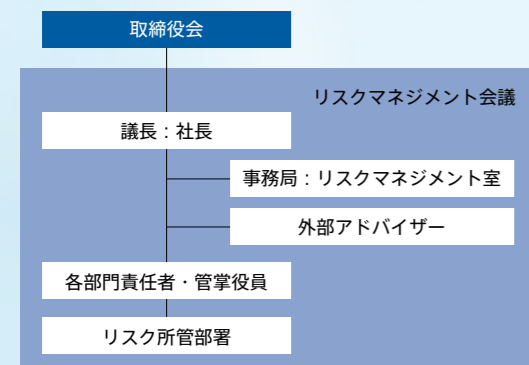 取締役会
リスクマネジメント会議
議長：社長
事務局：リスクマネジメント室
外部アドバイザー
各部門責任者・管掌役員
リスク所管部署